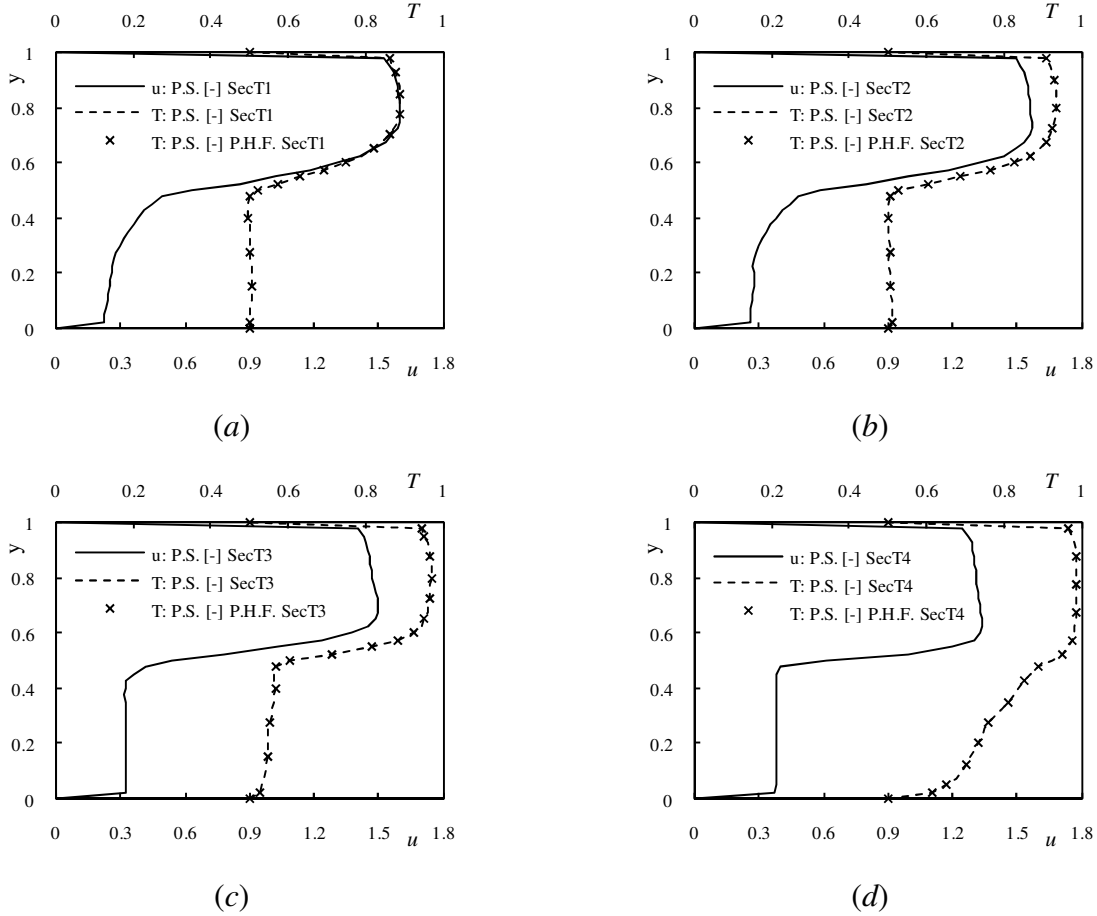 T
0 0.2 0.4 0.6 0.8 1
y
1
u: P.S. [-] SecT1
T: P.S. [-] SecT1
T: P.S. [-] P.H.F. SecT1
0.8
0.6
0.4
0.2
0
0 0.3 0.6 0.9 1.2 1.5 1.8
u
(a)
T
0 0.2 0.4 0.6 0.8 1
y
1
u: P.S. [-] SecT2
T: P.S. [-] SecT2
T: P.S. [-] P.H.F. SecT2
0.8
0.6
0.4
0.2
0
0 0.3 0.6 0.9 1.2 1.5 1.8
u
(b)
T
0 0.2 0.4 0.6 0.8 1
y
1
u: P.S. [-] SecT3
T: P.S. [-] SecT3
T: P.S. [-] P.H.F. SecT3
0.8
0.6
0.4
0.2
0
0 0.3 0.6 0.9 1.2 1.5 1.8
u
(c)
T
0 0.2 0.4 0.6 0.8 1
y
1
u: P.S. [-] SecT4
T: P.S. [-] SecT4
T: P.S. [-] P.H.F. SecT4
0.8
0.6
0.4
0.2
0
0 0.3 0.6 0.9 1.2 1.5 1.8
u
(d)